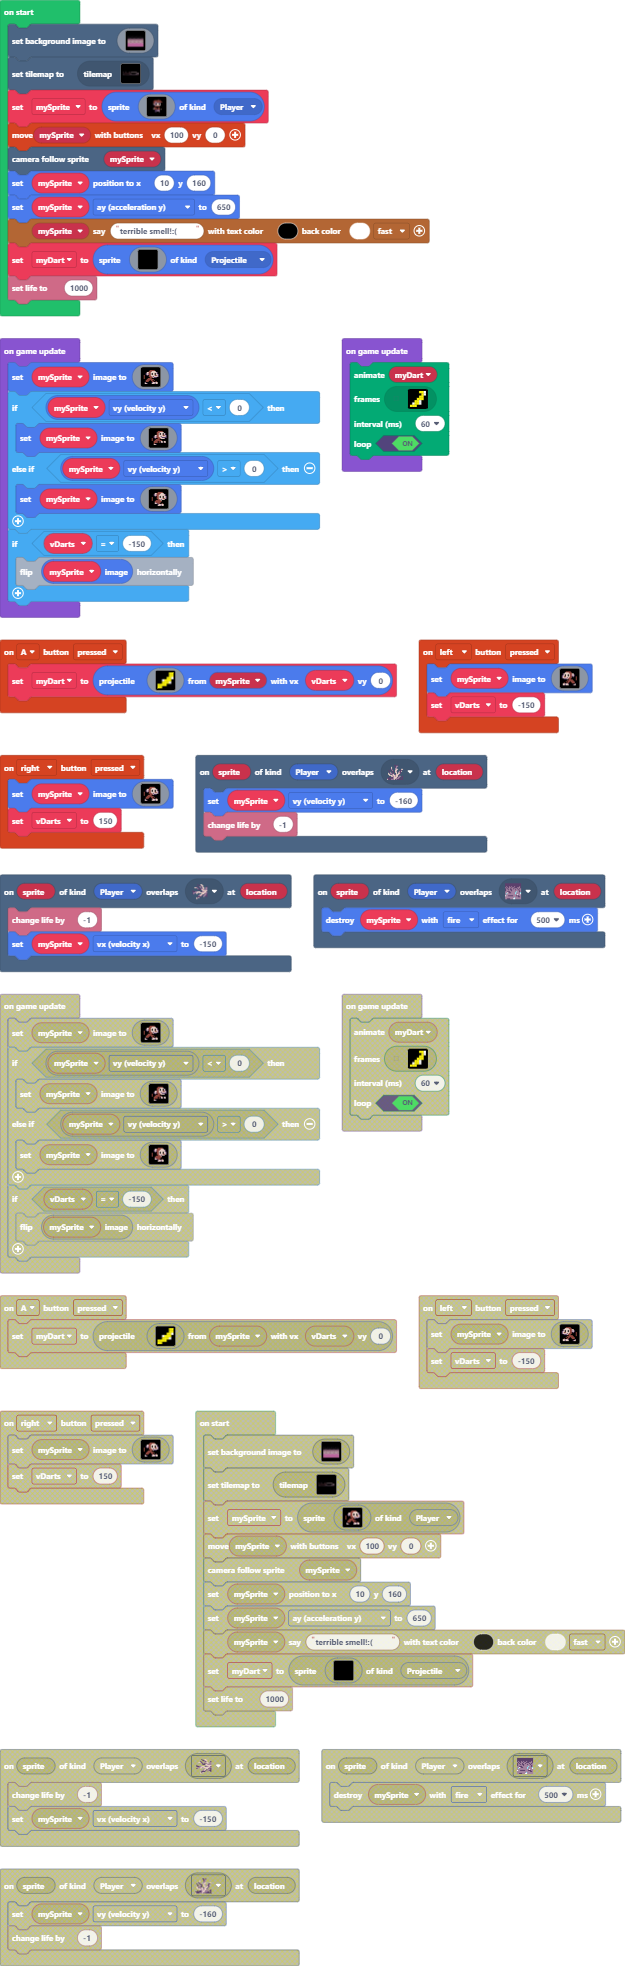 on start
set background image to
set tilemap to tilemap
set mySprite to sprite of kind Player
move mySprite with buttons vx 100 vy 0
camera follow sprite mySprite
set mySprite position to x 10 y 160
set mySprite ay (acceleration y) to 650
mySprite say "terrible smell!:(" with text color back color fast
set myDart to sprite of kind Projectile
set life to 1000
on game update
set mySprite image to
if mySprite vy (velocity y) < 0 then
set mySprite image to
else if mySprite vy (velocity y) > 0 then
set mySprite image to
if vDarts = -150 then
flip mySprite image horizontally
on game update
animate myDart
frames
interval (ms) 60
loop ON
on A button pressed
set myDart to projectile from mySprite with vx vDarts vy 0
on left button pressed
set mySprite image to
set vDarts to -150
on right button pressed
set mySprite image to
set vDarts to 150
on sprite of kind Player overlaps at location
set mySprite vy (velocity y) to -160
change life by -1
on sprite of kind Player overlaps at location
change life by -1
set mySprite vx (velocity x) to -150
on sprite of kind Player overlaps at location
destroy mySprite with fire effect for 500 ms
on game update
set mySprite image to
if mySprite vy (velocity y) < 0 then
set mySprite image to
else if mySprite vy (velocity y) > 0 then
set mySprite image to
if vDarts = -150 then
flip mySprite image horizontally
on game update
animate myDart
frames
interval (ms) 60
loop ON
on A button pressed
set myDart to projectile from mySprite with vx vDarts vy 0
on left button pressed
set mySprite image to
set vDarts to -150
on right button pressed
set mySprite image to
set vDarts to 150
on start
set background image to
set tilemap to tilemap
set mySprite to sprite of kind Player
move mySprite with buttons vx 100 vy 0
camera follow sprite mySprite
set mySprite position to x 10 y 160
set mySprite ay (acceleration y) to 650
mySprite say "terrible smell!:(" with text color back color fast
set myDart to sprite of kind Projectile
set life to 1000
on sprite of kind Player overlaps at location
change life by -1
set mySprite vx (velocity x) to -150
on sprite of kind Player overlaps at location
destroy mySprite with fire effect for 500 ms
on sprite of kind Player overlaps at location
set mySprite vy (velocity y) to -160
change life by -1